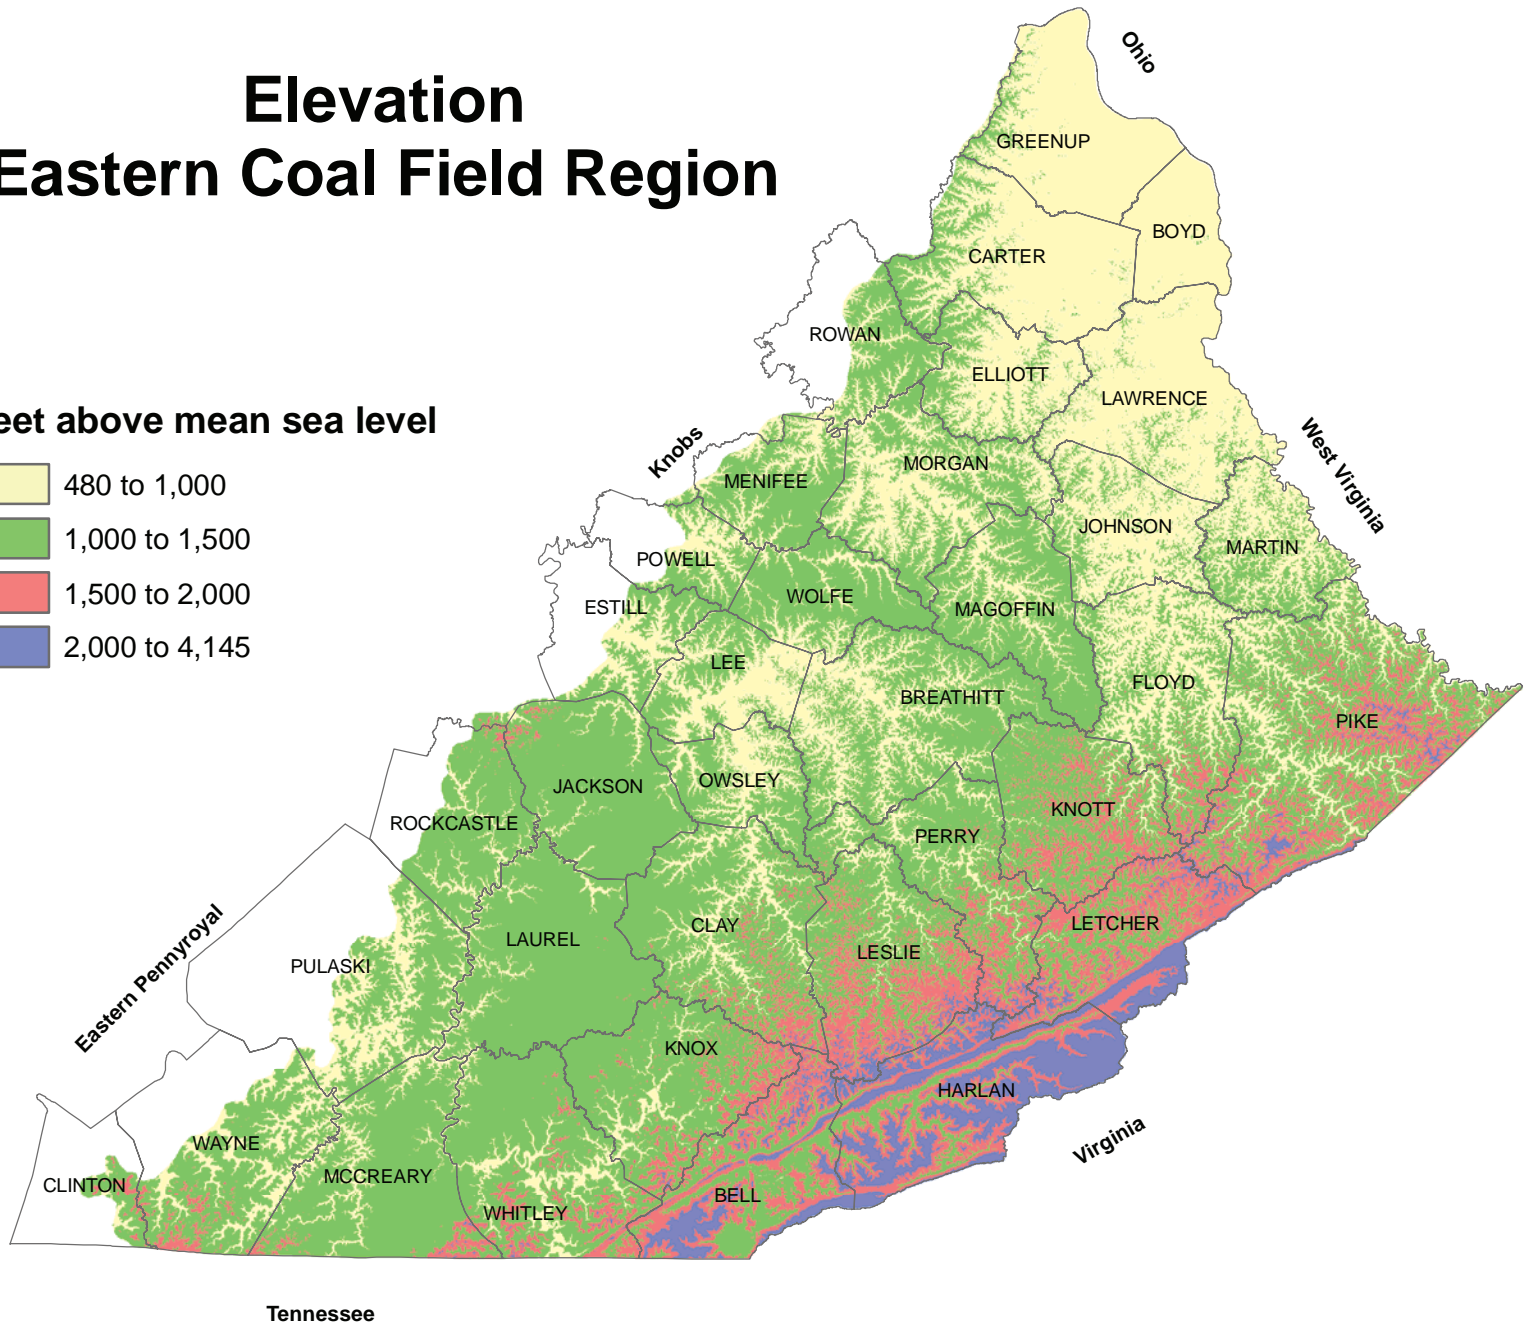 Elevation
Eastern Coal Field Region
Ohio
GREENUP
BOYD
CARTER
ROWAN
ELLIOTT
LAWRENCE
eet above mean sea level
480 to 1,000
1,000 to 1,500
1,500 to 2,000
2,000 to 4,145
Knobs
West Virginia
MORGAN
MENIFEE
JOHNSON
MARTIN
POWELL
WOLFE
ESTILL
MAGOFFIN
LEE
FLOYD
BREATHITT
PIKE
OWSLEY
JACKSON
KNOTT
ROCKCASTLE
PERRY
LETCHER
CLAY
LAUREL
LESLIE
PULASKI
Eastern Pennyroyal
KNOX
HARLAN
Virginia
WAYNE
MCCREARY
CLINTON
BELL
WHITLEY
Tennessee